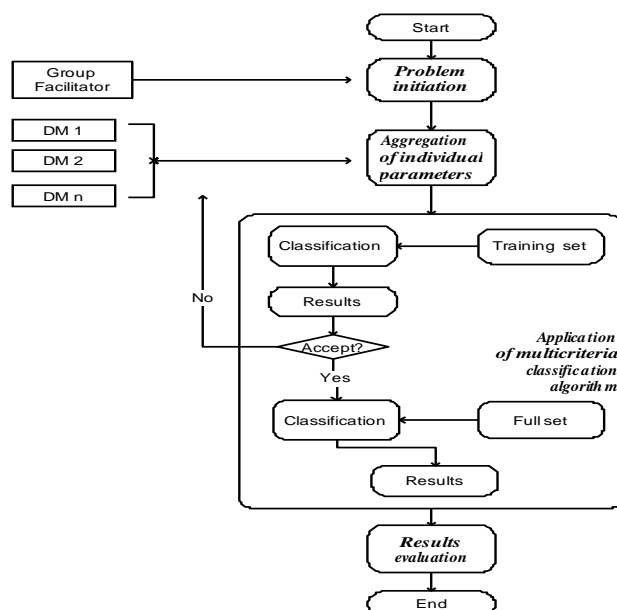 Start
Group
Facilitator
Problem
initiation
DM 1
DM 2
DM n
Aggregation
of individual
parameters
Classification
Training set
No
Results
Accept?
Application
of multicriteria
classification
algorithm
Yes
Classification
Full set
Results
Results
evaluation
End